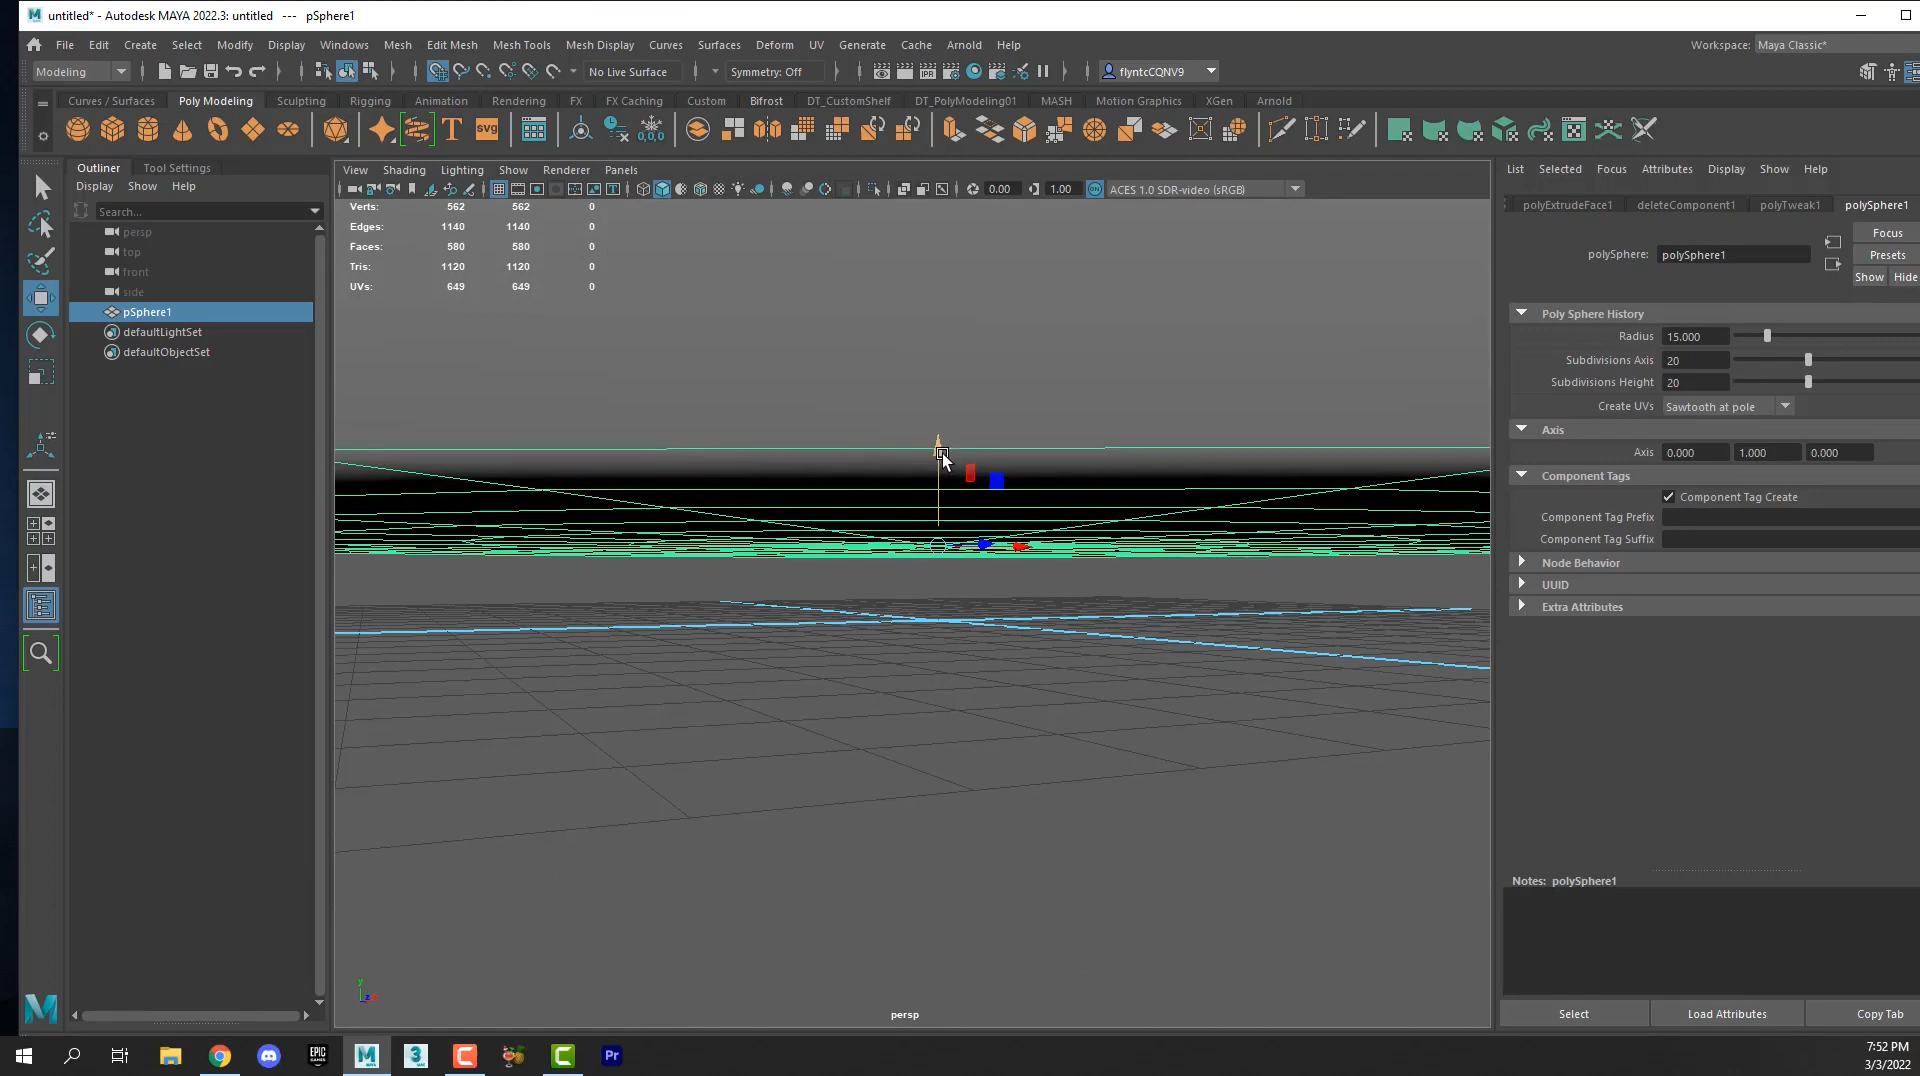 untitled* - Autodesk MAYA 2022.3: untitled --- pSphere1
File Edit Create Select Modify Display Windows Mesh Edit Mesh Mesh Tools Mesh Display Curves Surfaces Deform UV Generate Cache Arnold Help Workspace: Maya Classic*
Modeling No Live Surface Symmetry: Off flyntcCQNV9
Curves / Surfaces Poly Modeling Sculpting Rigging Animation Rendering FX FX Caching Custom Bifrost DT_CustomShelf DT_PolyModeling01 MASH Motion Graphics XGen Arnold
T SVG 0,0,0
Outliner Tool Settings
Display Show Help
Search...
persp
top
front
side
pSphere1
defaultLightSet
defaultObjectSet
View Shading Lighting Show Renderer Panels
0.00 1.00 ACES 1.0 SDR-video (sRGB)
Verts: 562 562 0
Edges: 1140 1140 0
Faces: 580 580 0
Tris: 1120 1120 0
UVs: 649 649 0
persp
List Selected Focus Attributes Display Show Help
polyExtrudeFace1 deleteComponent1 polyTweak1 polySphere1
polySphere: polySphere1
Focus
Presets
Show Hide
Poly Sphere History
Radius 15.000
Subdivisions Axis 20
Subdivisions Height 20
Create UVs Sawtooth at pole
Axis
Axis 0.000 1.000 0.000
Component Tags
Component Tag Create
Component Tag Prefix
Component Tag Suffix
Node Behavior
UUID
Extra Attributes
Notes: polySphere1
Select Load Attributes Copy Tab
7:52 PM
3/3/2022